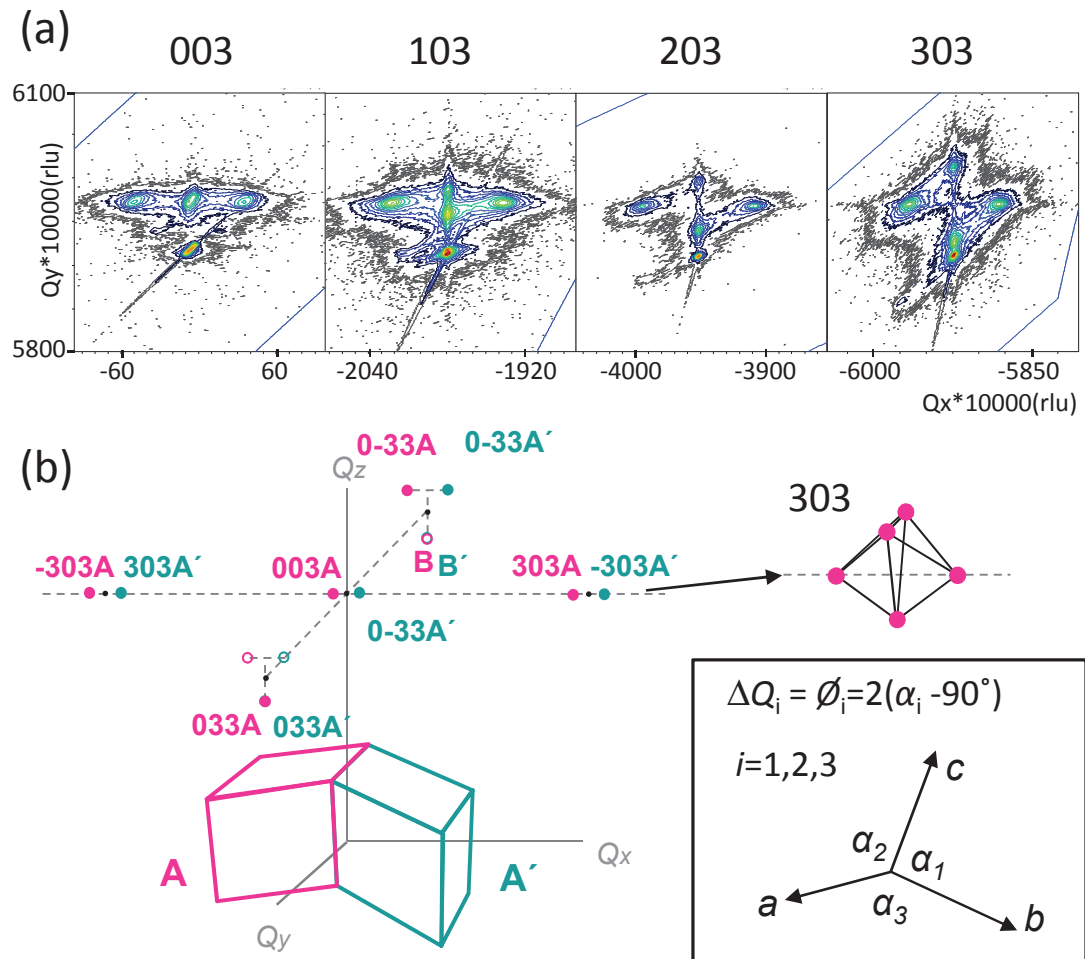 (a)
003 103 203 303
6100
Qy*10000(rlu)
5800
-60 60 -2040 -1920 -4000 -3900 -6000 -5850
Qx*10000(rlu)
(b)
0-33A 0-33A´
Qz
303
B B´
-303A 303A´ 003A 303A -303A´
0-33A´
033A 033A´
ΔQi = Øi=2(αi -90˚)
i=1,2,3
c
α2 α1
a α3 b
A A´
Qx
Qy